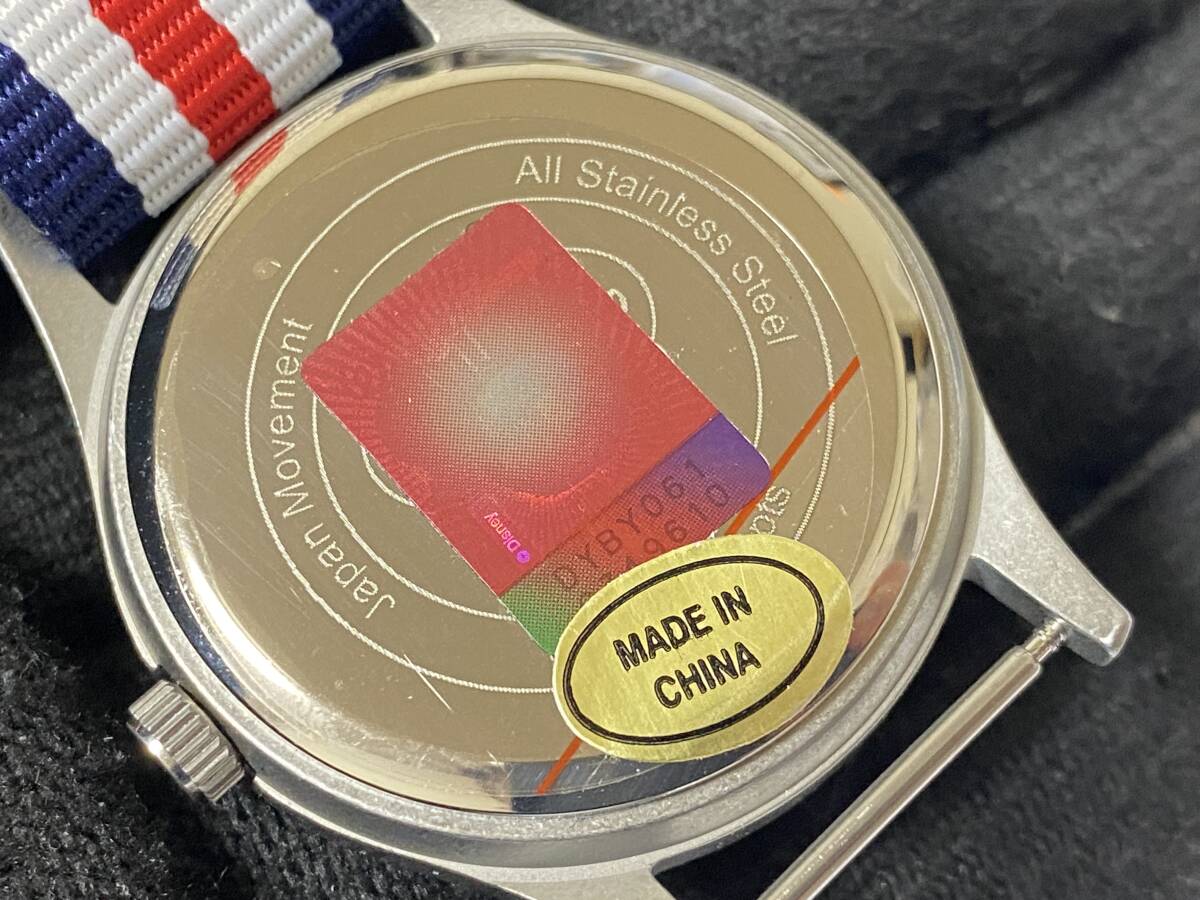 All Stainless Steel
Japan Movement
Disney
DYBY061
MADE IN
CHINA